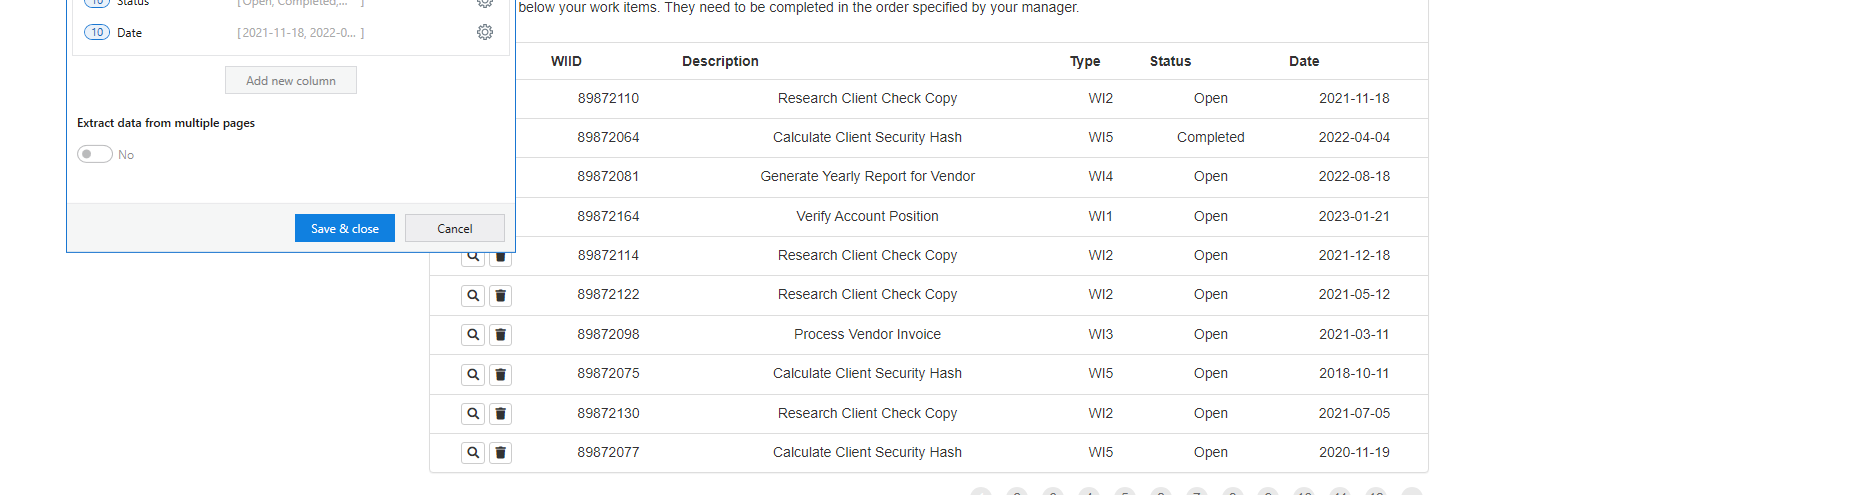 10 Status [Open, Completed,... ]
10 Date [2021-11-18, 2022-0... ]
Add new column
Extract data from multiple pages
No
Save & close Cancel
below your work items. They need to be completed in the order specified by your manager.
WIID Description Type Status Date
89872110 Research Client Check Copy WI2 Open 2021-11-18
89872064 Calculate Client Security Hash WI5 Completed 2022-04-04
89872081 Generate Yearly Report for Vendor WI4 Open 2022-08-18
89872164 Verify Account Position WI1 Open 2023-01-21
89872114 Research Client Check Copy WI2 Open 2021-12-18
89872122 Research Client Check Copy WI2 Open 2021-05-12
89872098 Process Vendor Invoice WI3 Open 2021-03-11
89872075 Calculate Client Security Hash WI5 Open 2018-10-11
89872130 Research Client Check Copy WI2 Open 2021-07-05
89872077 Calculate Client Security Hash WI5 Open 2020-11-19